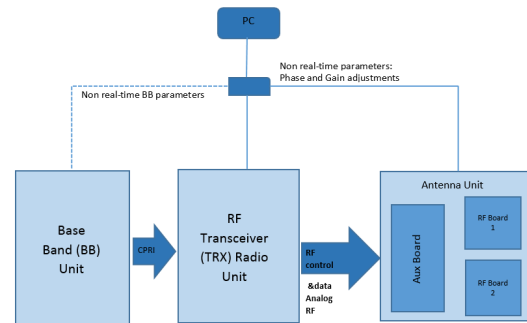 PC
Non real-time parameters:
Phase and Gain adjustments
Non real-time BB parameters
Base
Band (BB)
Unit
CPRI
RF
Transceiver
(TRX) Radio
Unit
RF
control
&data
Analog
RF
Antenna Unit
Aux Board
RF Board
1
RF Board
2